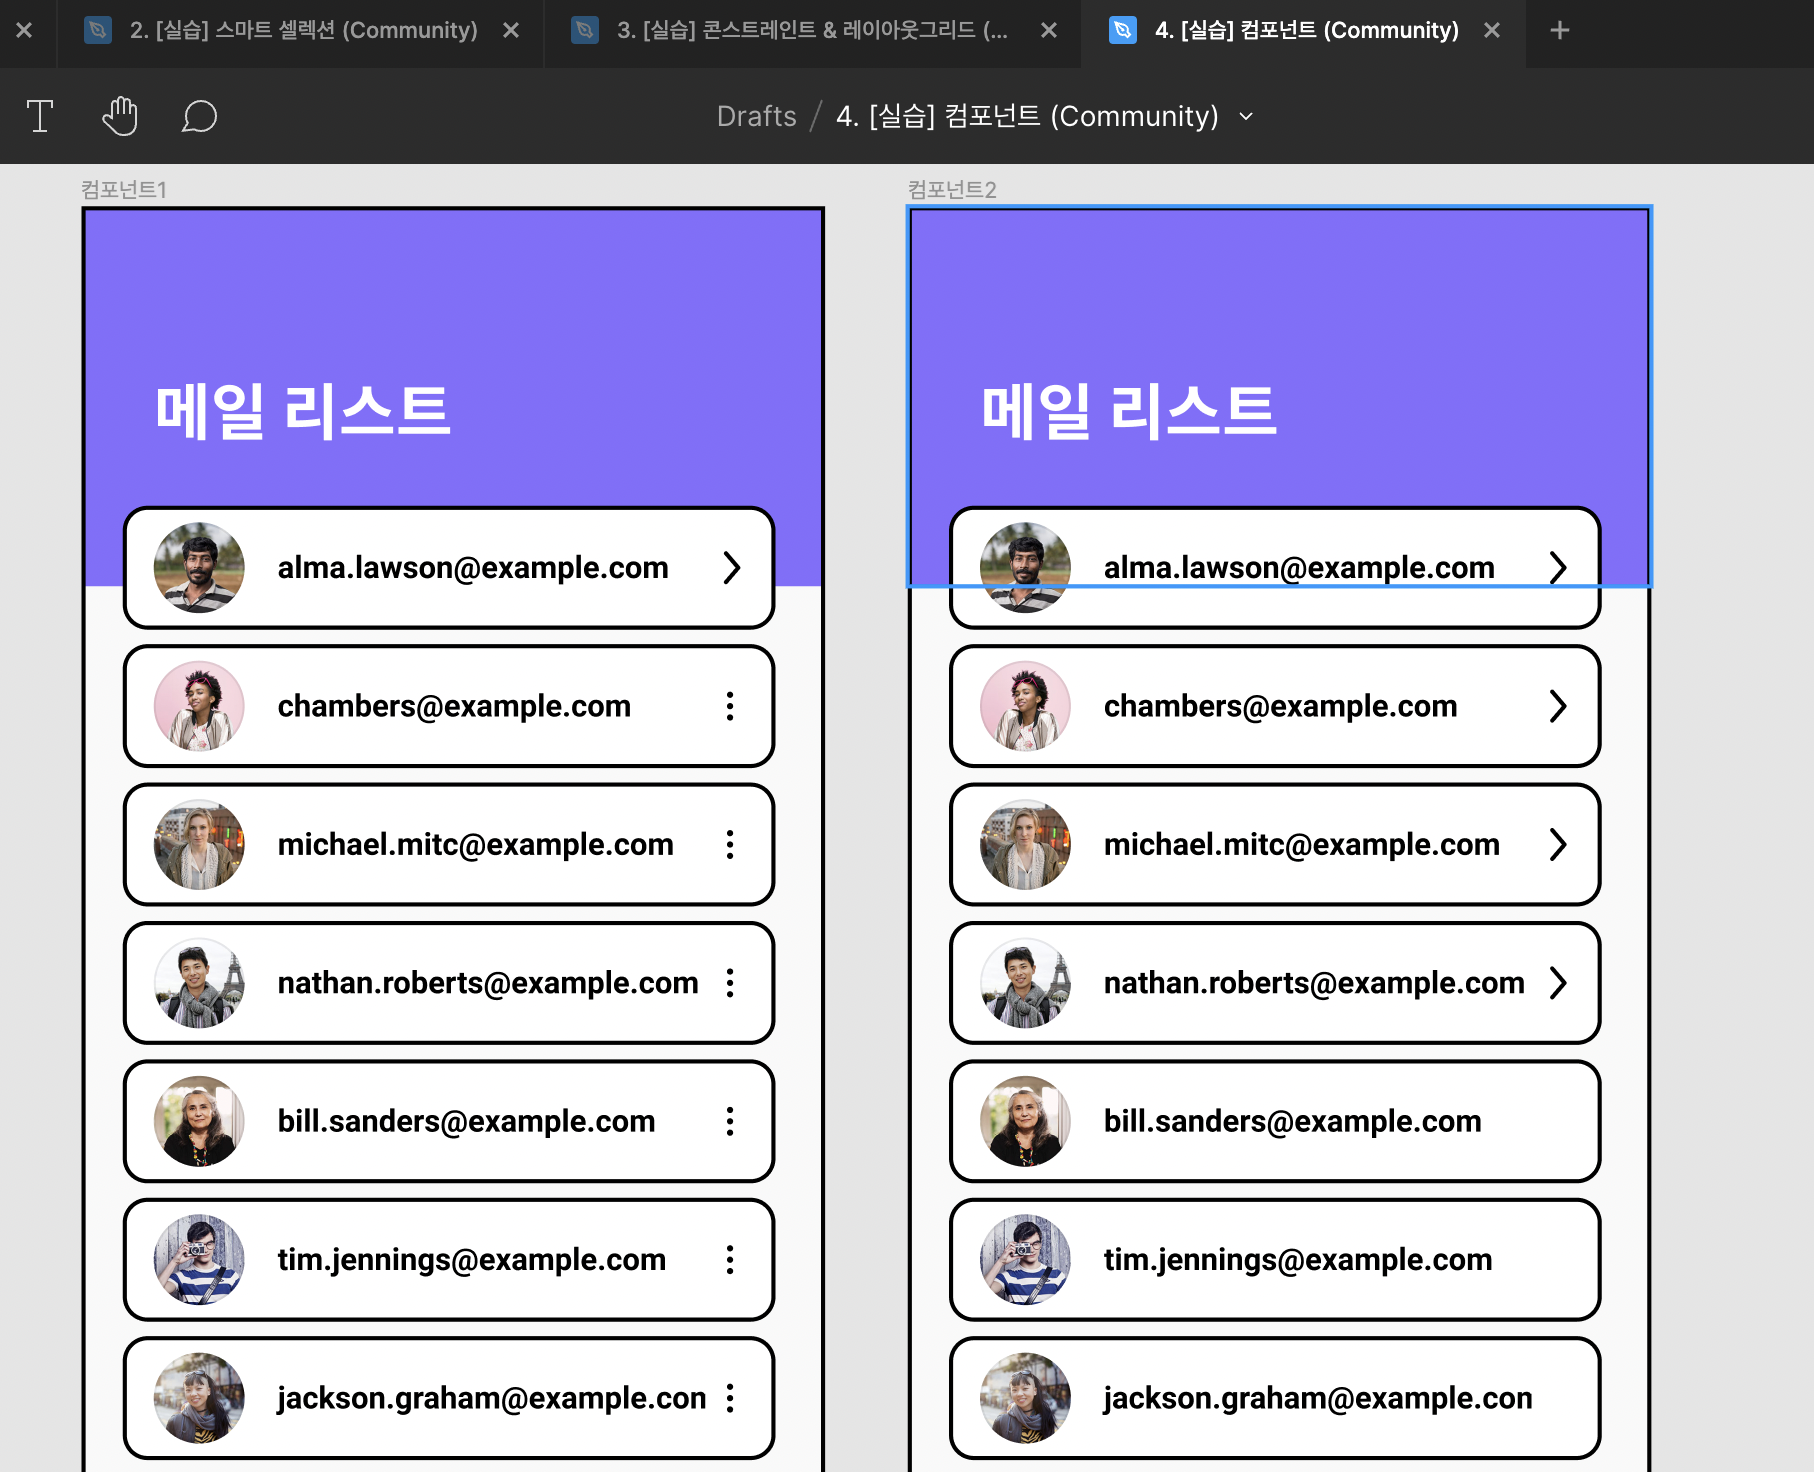 2. [실습] 스마트 셀렉션 (Community)
3. [실습] 콘스트레인트 & 레이아웃그리드 (...
4. [실습] 컴포넌트 (Community)
Drafts / 4. [실습] 컴포넌트 (Community)
컴포넌트1
메일 리스트
alma.lawson@example.com
chambers@example.com
michael.mitc@example.com
nathan.roberts@example.com
bill.sanders@example.com
tim.jennings@example.com
jackson.graham@example.con
컴포넌트2
메일 리스트
alma.lawson@example.com
chambers@example.com
michael.mitc@example.com
nathan.roberts@example.com
bill.sanders@example.com
tim.jennings@example.com
jackson.graham@example.con